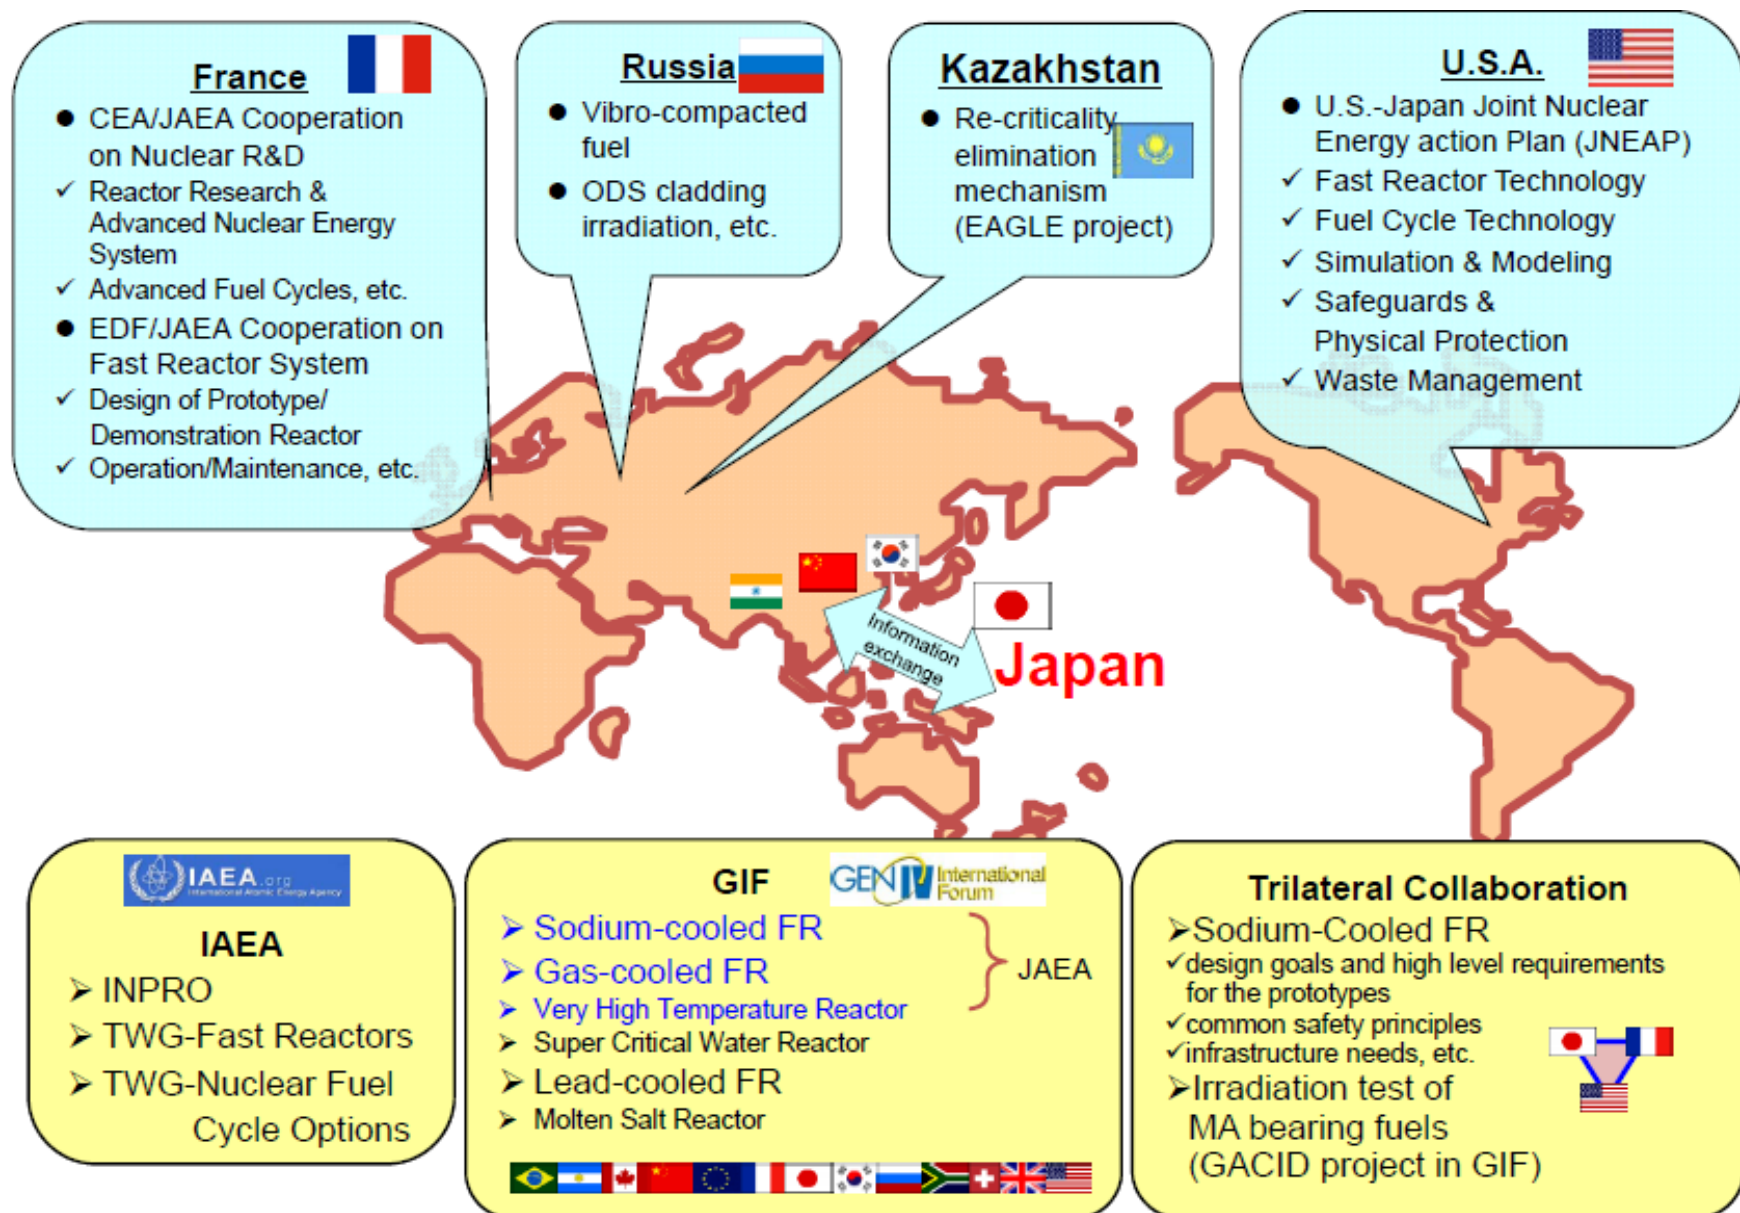 France
● CEA/JAEA Cooperation
on Nuclear R&D
✓ Reactor Research &
Advanced Nuclear Energy
System
✓ Advanced Fuel Cycles, etc.
● EDF/JAEA Cooperation on
Fast Reactor System
✓ Design of Prototype/
Demonstration Reactor
✓ Operation/Maintenance, etc.
Russia
● Vibro-compacted
fuel
● ODS cladding
irradiation, etc.
Kazakhstan
● Re-criticality
elimination
mechanism
(EAGLE project)
U.S.A.
● U.S.-Japan Joint Nuclear
Energy action Plan (JNEAP)
✓ Fast Reactor Technology
✓ Fuel Cycle Technology
✓ Simulation & Modeling
✓ Safeguards &
Physical Protection
✓ Waste Management
Information
exchange
Japan
IAEA.org
International Atomic Energy Agency
IAEA
➢ INPRO
➢ TWG-Fast Reactors
➢ TWG-Nuclear Fuel
Cycle Options
GIF
GEN IV International
Forum
➢ Sodium-cooled FR
➢ Gas-cooled FR
➢ Very High Temperature Reactor
JAEA
➢ Super Critical Water Reactor
➢ Lead-cooled FR
➢ Molten Salt Reactor
Trilateral Collaboration
➢Sodium-Cooled FR
✓design goals and high level requirements
for the prototypes
✓common safety principles
✓infrastructure needs, etc.
➢Irradiation test of
MA bearing fuels
(GACID project in GIF)